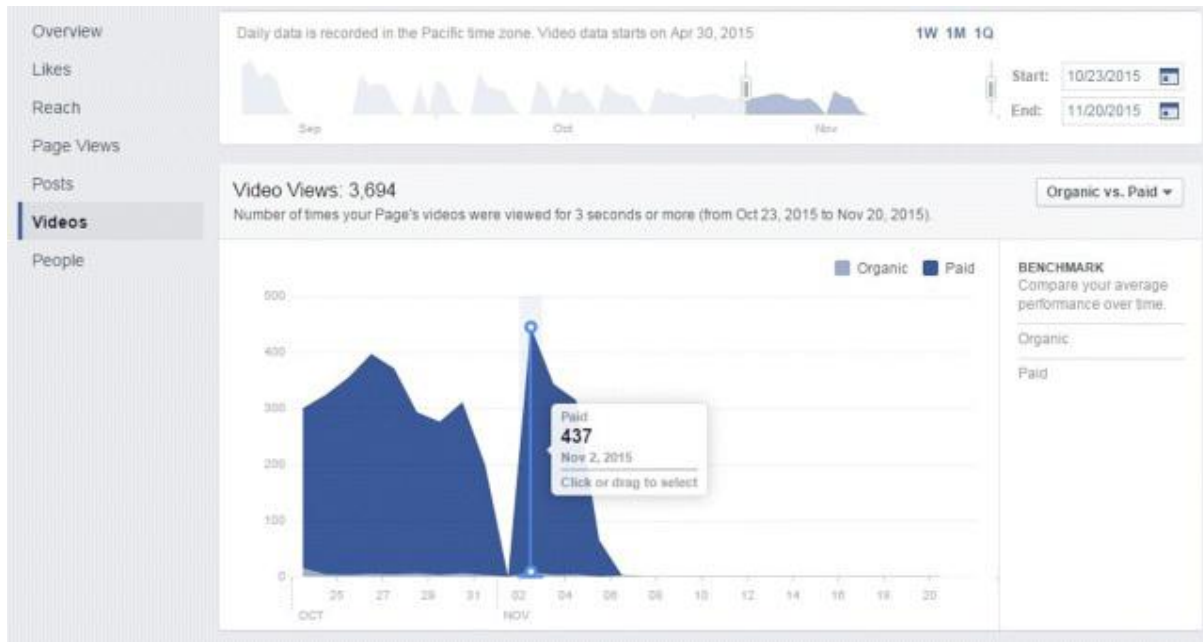 Overview
Likes
Reach
Page Views
Posts
Videos
People
Daily data is recorded in the Pacific time zone. Video data starts on Apr 30, 2015
1W 1M 1Q
Sep
Oct
Nov
Start: 10/23/2015
End: 11/20/2015
Video Views: 3,694
Number of times your Page's videos were viewed for 3 seconds or more (from Oct 23, 2015 to Nov 20, 2015).
Organic vs. Paid
Organic Paid
BENCHMARK
Compare your average
performance over time.
Organic
Paid
500
400
300
200
100
0
Paid
437
Nov 2, 2015
Click or drag to select
25 27 29 31 02 04 06 08 10 12 14 16 18 20
OCT NOV